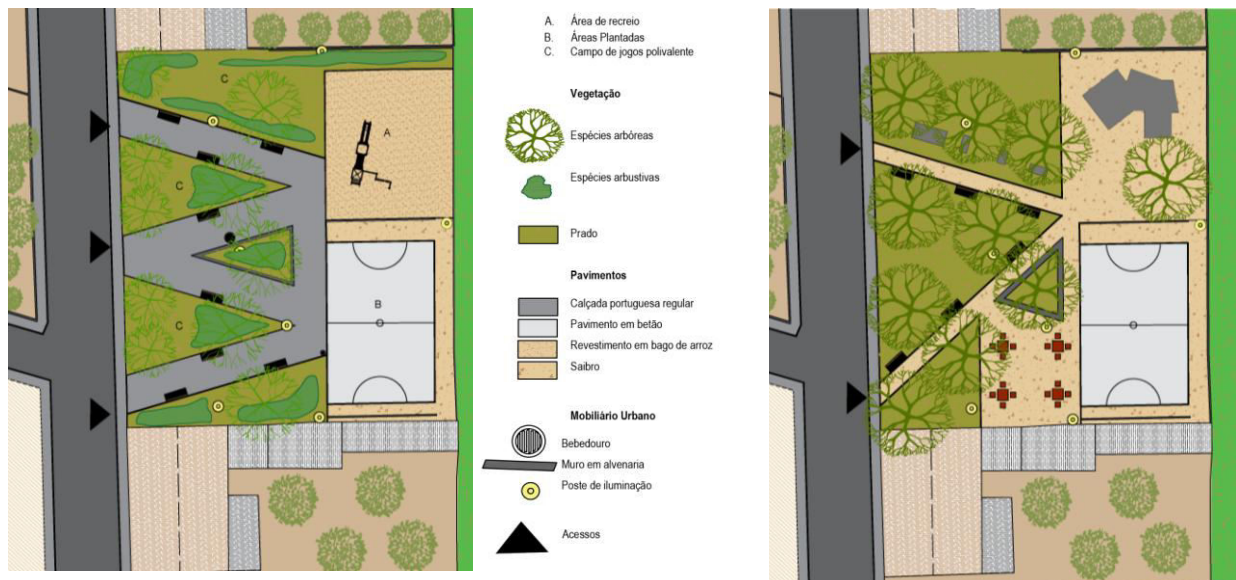 A. Área de recreio
B. Áreas Plantadas
C. Campo de jogos polivalente
Vegetação
Espécies arbóreas
Espécies arbustivas
Prado
Pavimentos
Calçada portuguesa regular
Pavimento em betão
Revestimento em bago de arroz
Saibro
Mobiliário Urbano
Bebedouro
Muro em alvenaria
Poste de iluminação
Acessos
C
A
C
B
C